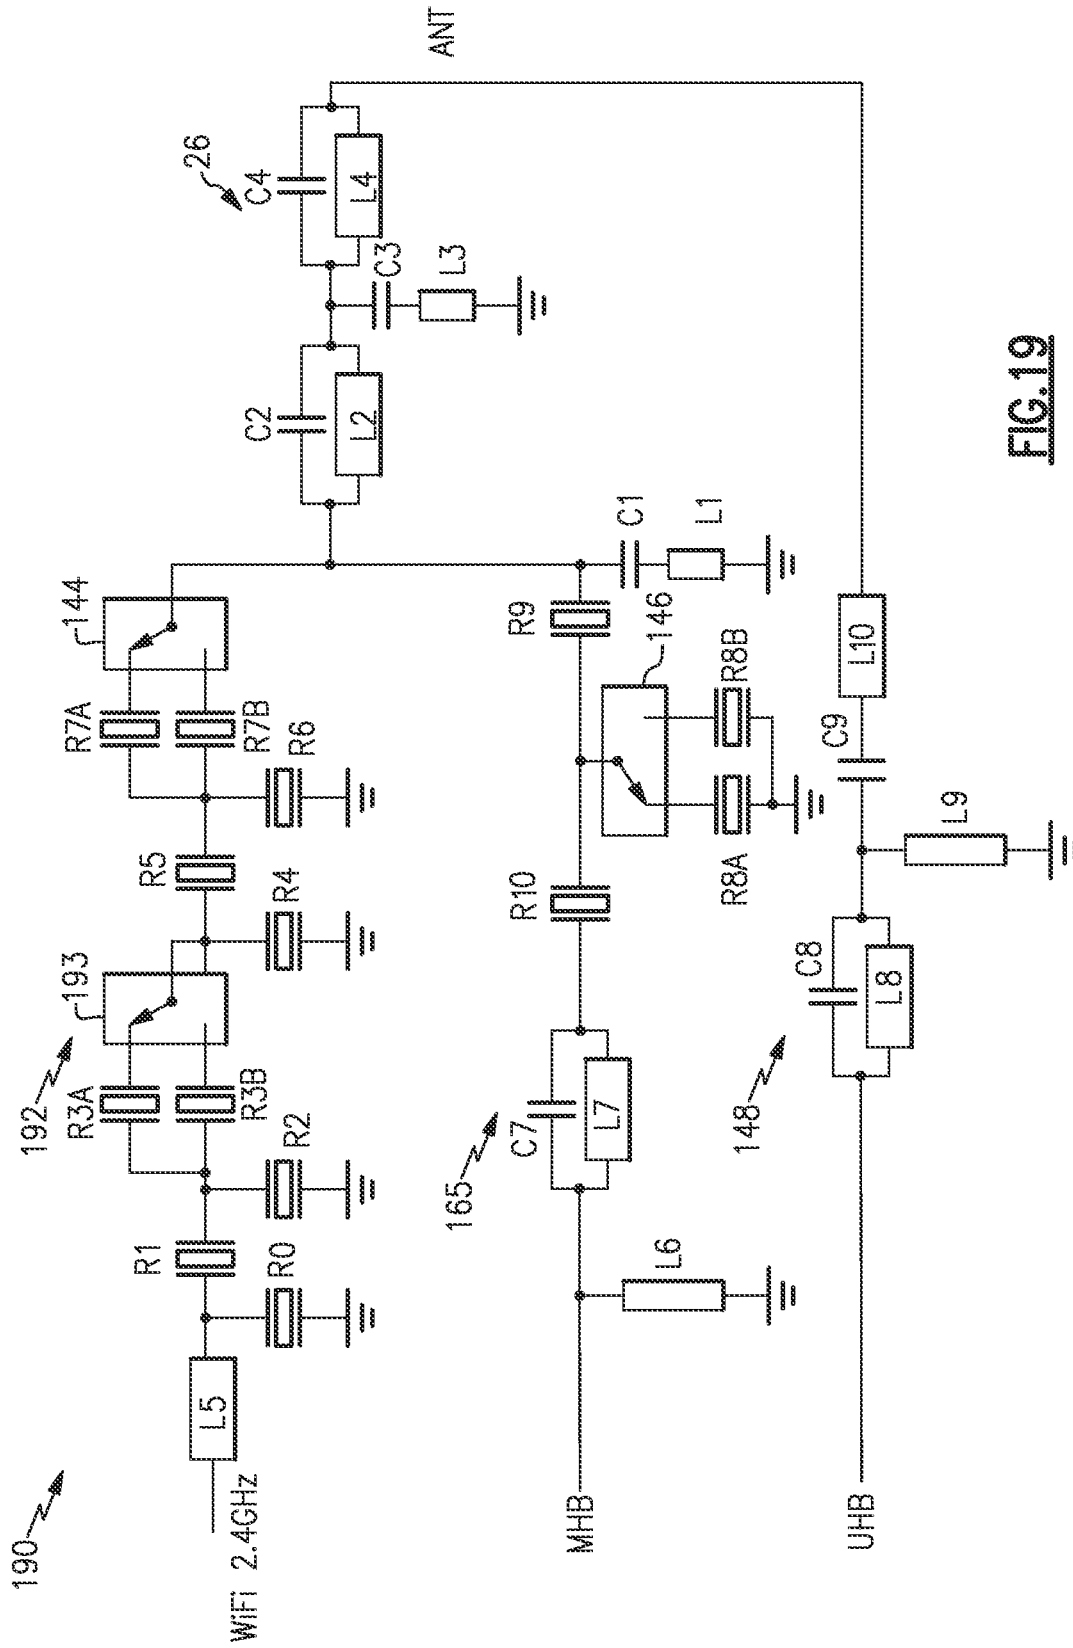 190
WiFi 2.4GHz
L5
R0
R1
R2
192
R3A
R3B
193
R4
R5
R6
R7A
R7B
144
C2
L2
26
C4
L4
C3
L3
ANT
MHB
L6
165
C7
L7
R10
R9
146
R8A
R8B
C1
L1
UHB
148
C8
L8
L9
C9
L10
FIG.19